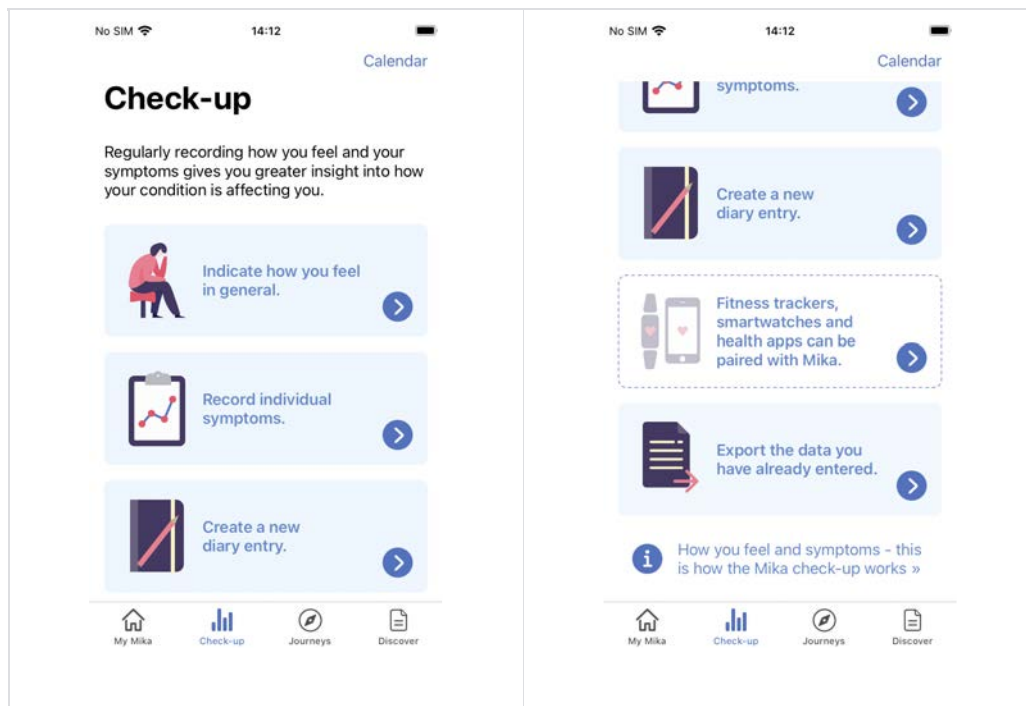 No SIM 14:12
Calendar
Check-up
Regularly recording how you feel and your
symptoms gives you greater insight into how
your condition is affecting you.
Indicate how you feel
in general.
Record individual
symptoms.
Create a new
diary entry.
My Mika Check-up Journeys Discover
No SIM 14:12
Calendar
symptoms.
Create a new
diary entry.
Fitness trackers,
smartwatches and
health apps can be
paired with Mika.
Export the data you
have already entered.
i
How you feel and symptoms - this
is how the Mika check-up works »
My Mika Check-up Journeys Discover